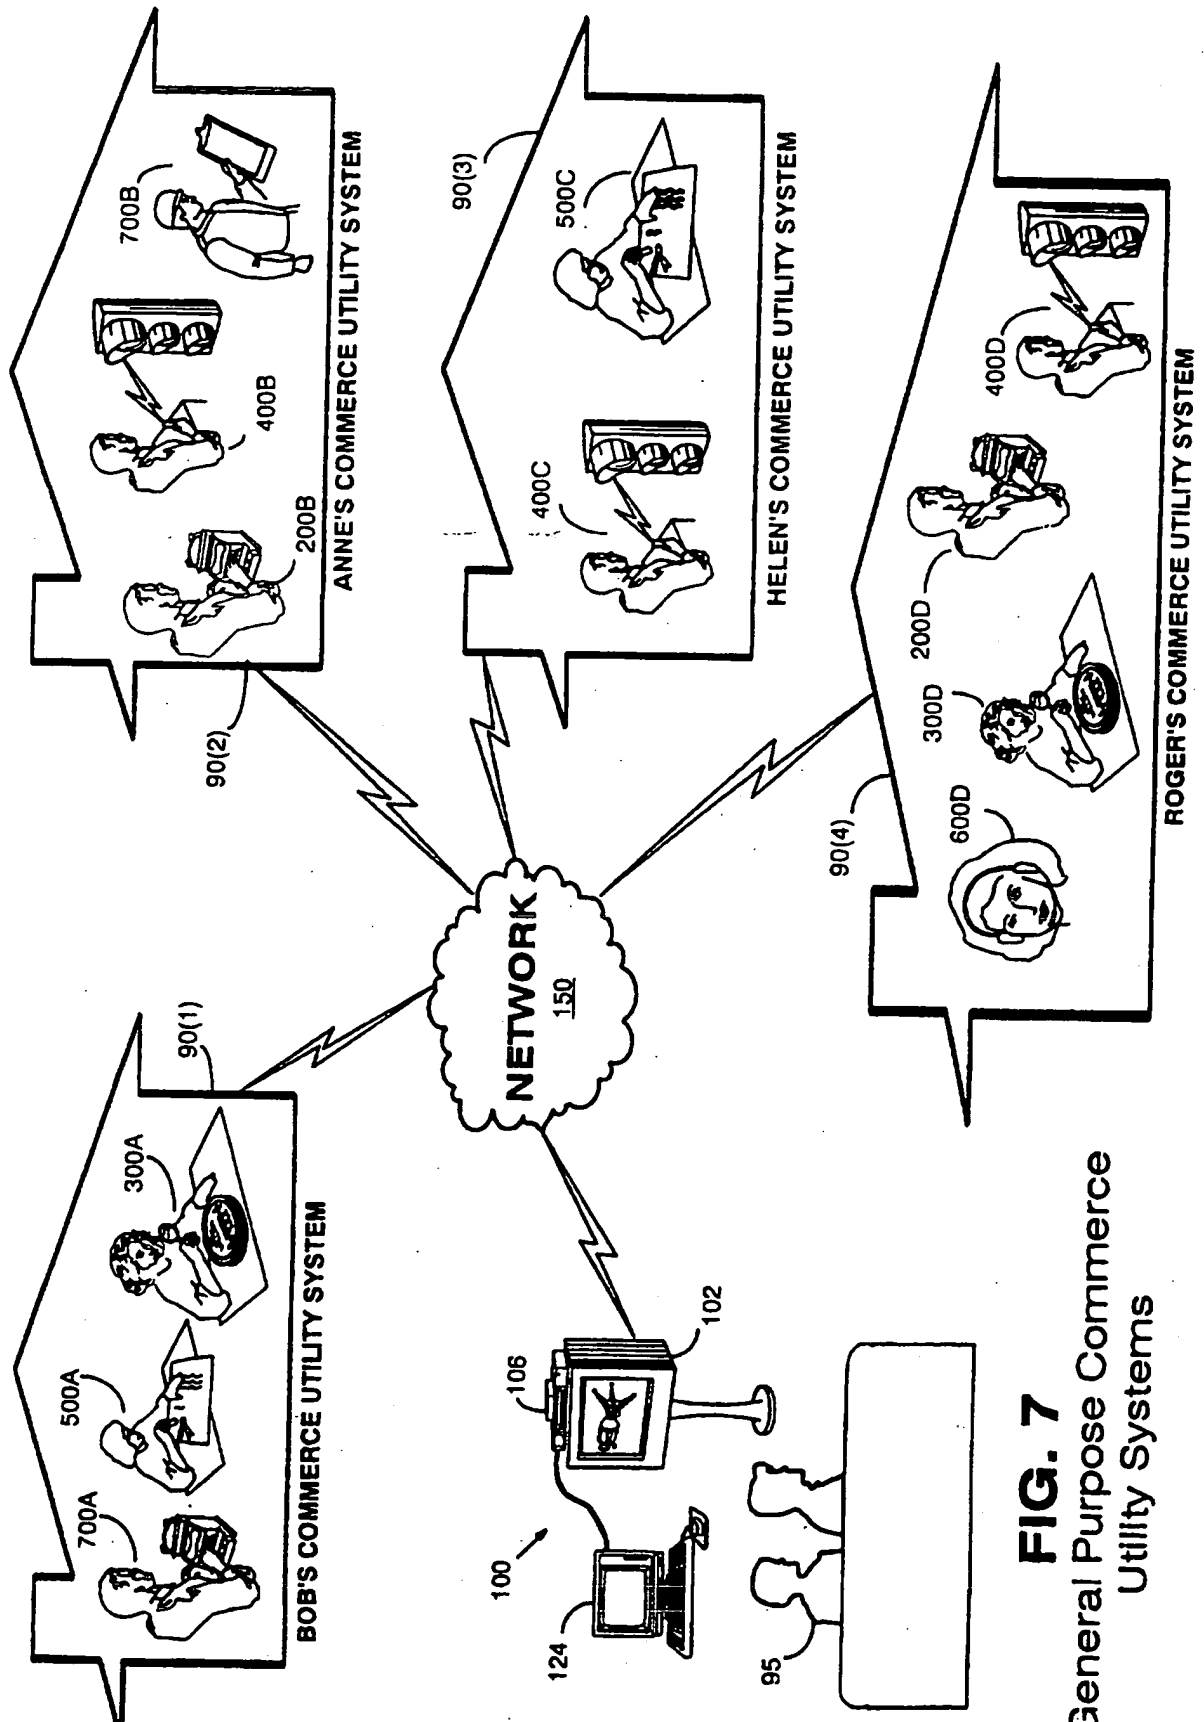 700A
500A
300A
90(1)
BOB'S COMMERCE UTILITY SYSTEM
90(2)
200B
400B
700B
ANNE'S COMMERCE UTILITY SYSTEM
90(3)
400C
500C
HELEN'S COMMERCE UTILITY SYSTEM
NETWORK
150
124
100
106
102
95
90(4)
600D
300D
200D
400D
ROGER'S COMMERCE UTILITY SYSTEM
FIG. 7
General Purpose Commerce
Utility Systems